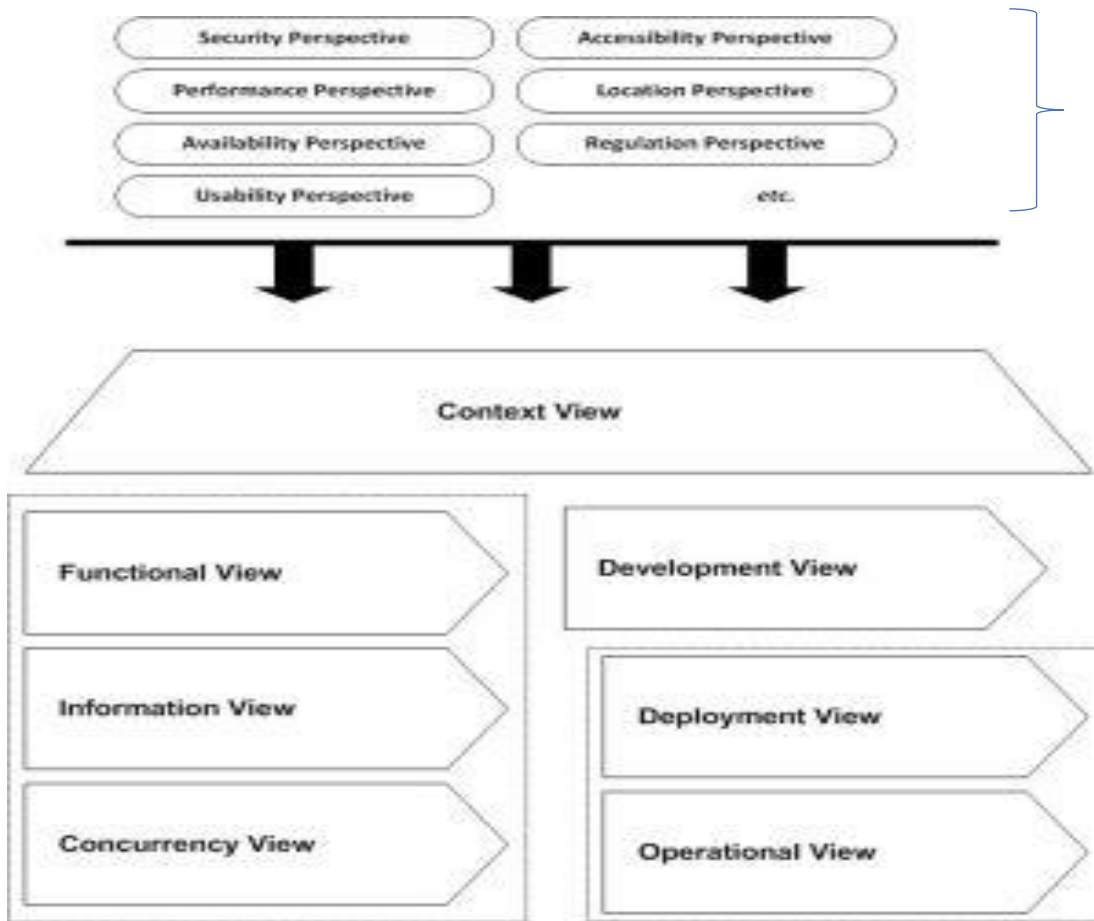 Security Perspective
Accessibility Perspective
Performance Perspective
Location Perspective
Availability Perspective
Regulation Perspective
Usability Perspective
etc.
Context View
Functional View
Development View
Information View
Deployment View
Concurrency View
Operational View